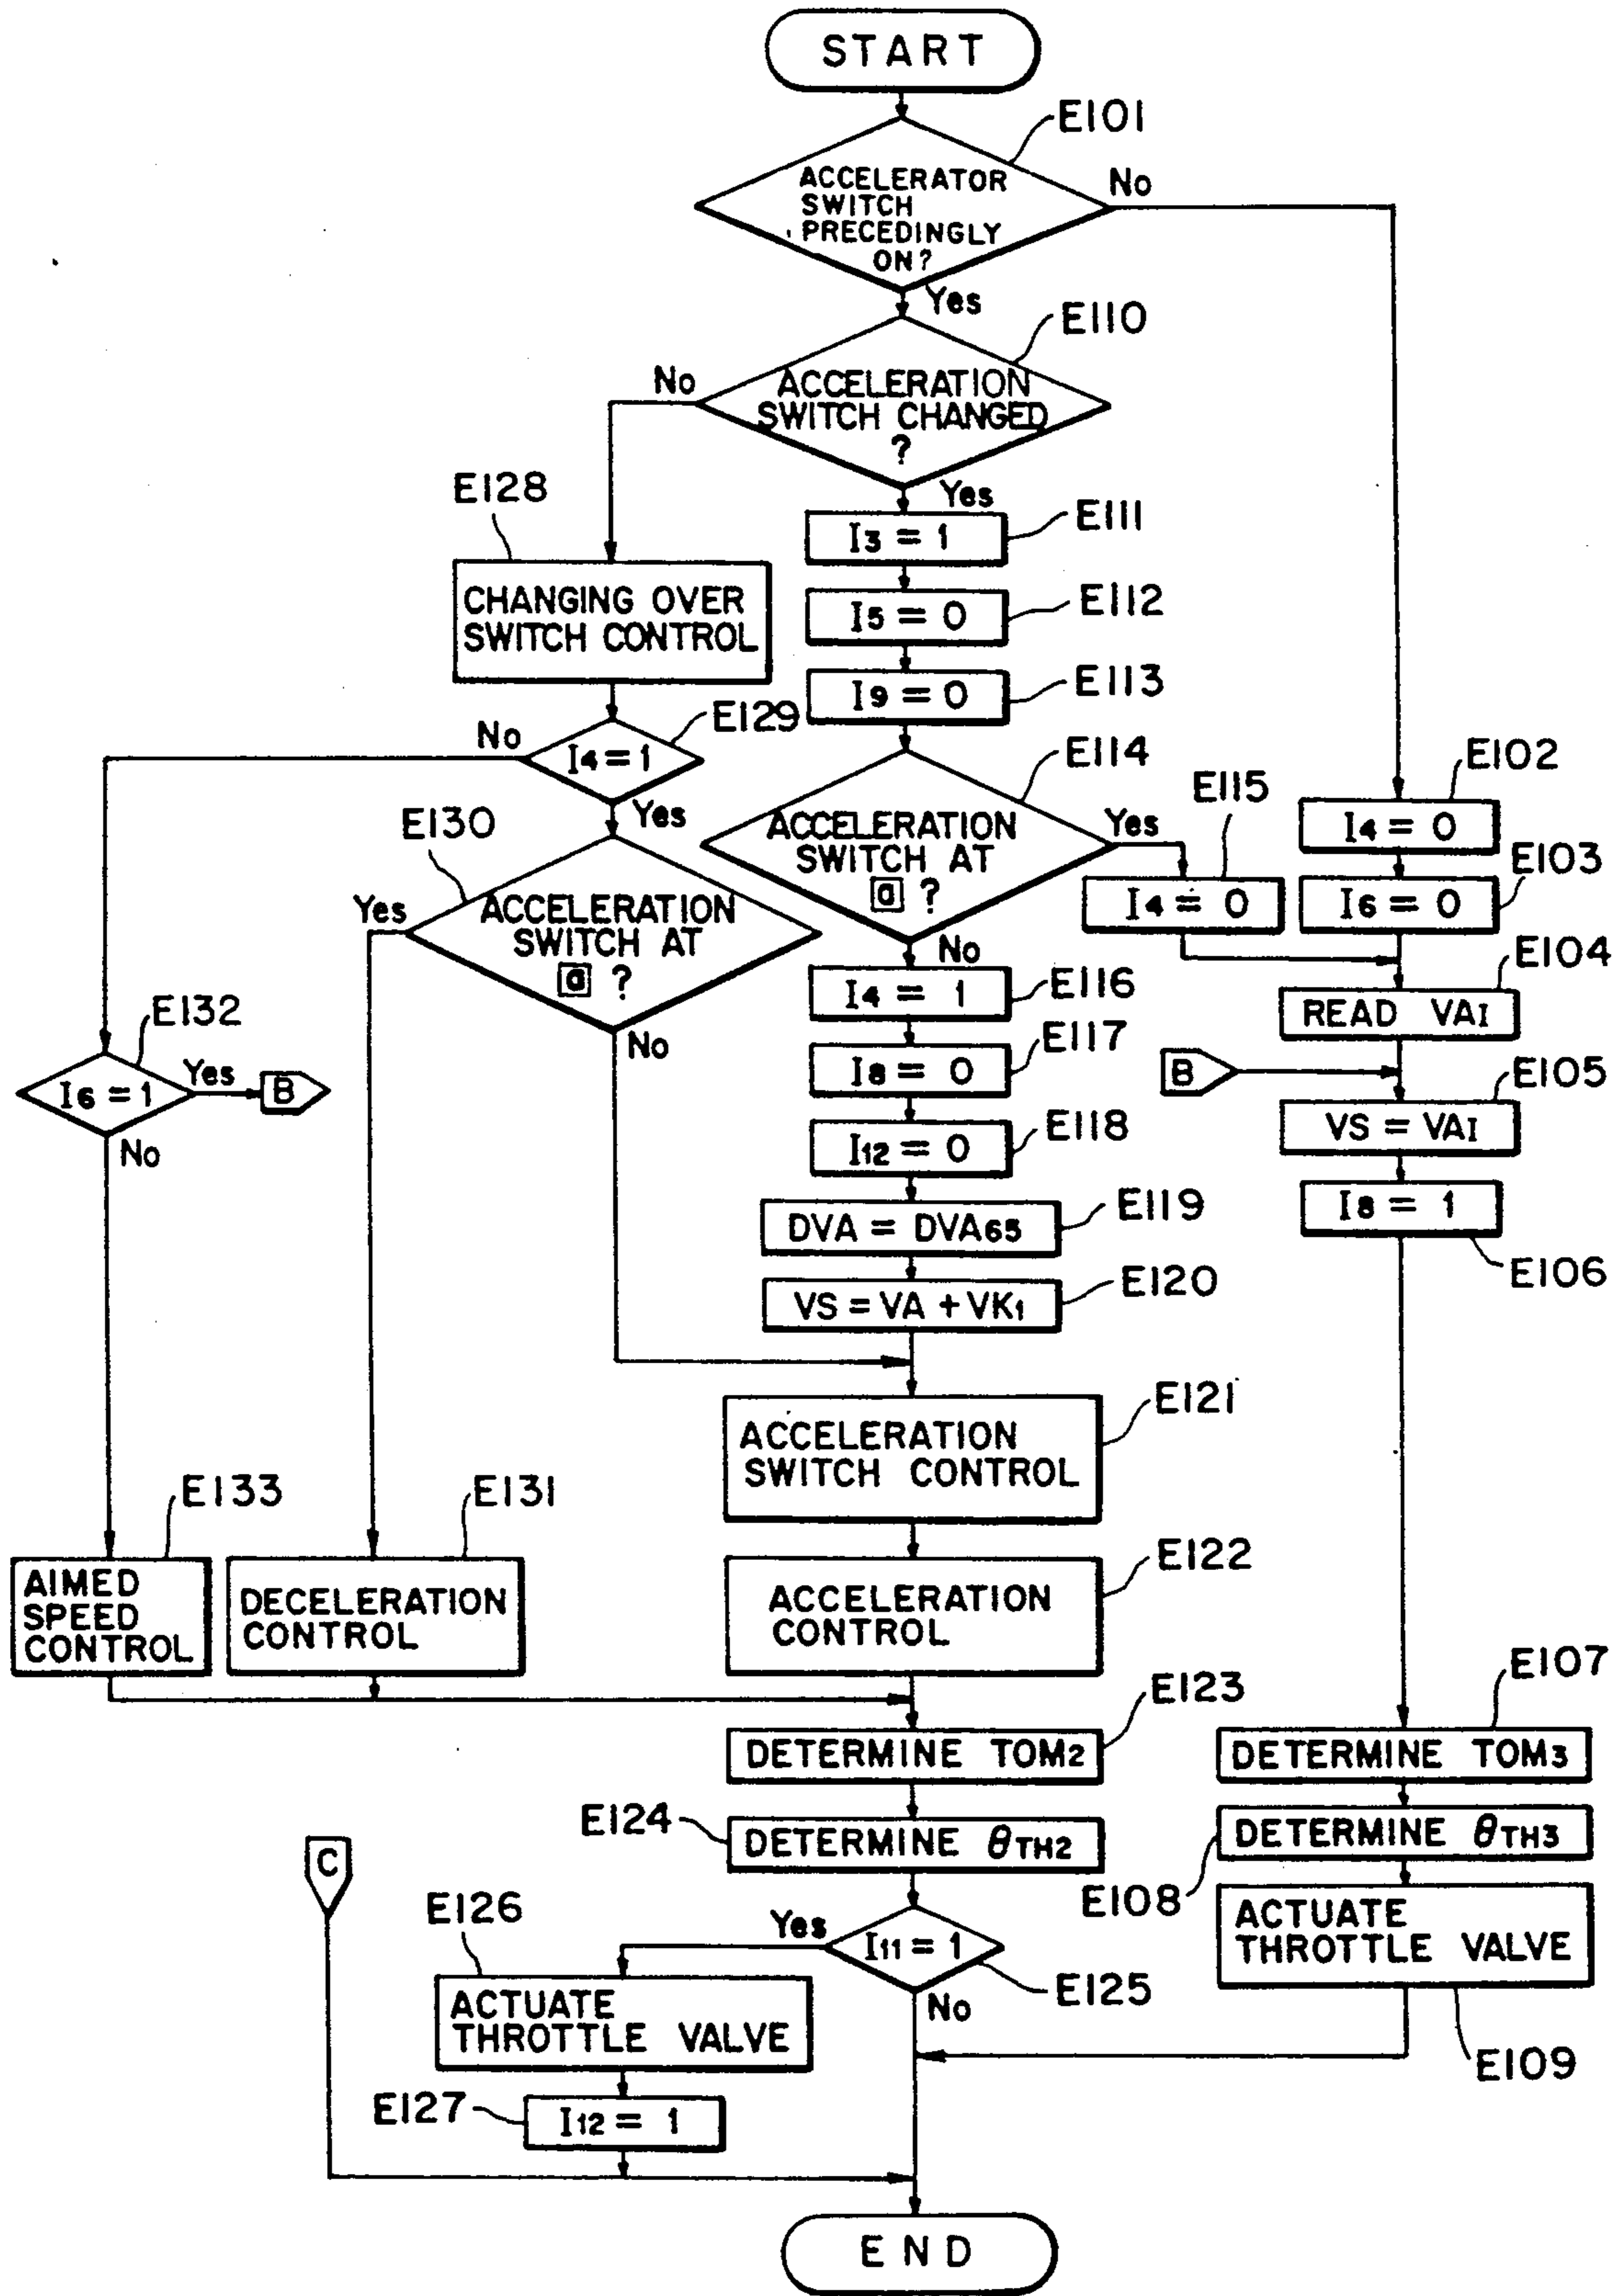 START
E101
ACCELERATOR
SWITCH
PRECEDINGLY
ON?
No
Yes
E110
ACCELERATION
SWITCH CHANGED
?
No
Yes
E128
CHANGING OVER
SWITCH CONTROL
E111
I3 = 1
E112
I5 = 0
E113
I9 = 0
E129
I4 = 1
No
Yes
E114
ACCELERATION
SWITCH AT
a ?
Yes
No
E115
I4 = 0
E102
I4 = 0
E103
I6 = 0
E130
ACCELERATION
SWITCH AT
a ?
Yes
No
E116
I4 = 1
E104
READ VAI
E132
I6 = 1
Yes
B
No
E117
I8 = 0
B
E105
VS = VAI
E118
I12 = 0
E106
I8 = 1
E119
DVA = DVA65
E120
VS = VA + VK1
E121
ACCELERATION
SWITCH CONTROL
E133
AIMED
SPEED
CONTROL
E131
DECELERATION
CONTROL
E122
ACCELERATION
CONTROL
E123
DETERMINE TOM2
E107
DETERMINE TOM3
E124
DETERMINE θTH2
E108
DETERMINE θTH3
C
E125
I11 = 1
Yes
No
E126
ACTUATE
THROTTLE VALVE
E109
ACTUATE
THROTTLE VALVE
E127
I12 = 1
END